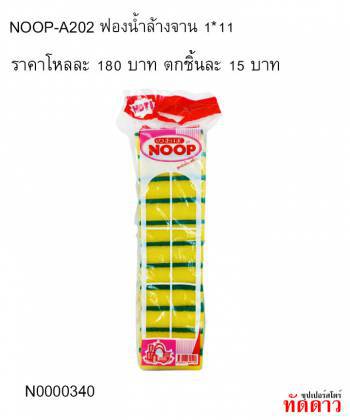 NOOP-A202 ฟองน้ำล้างจาน 1*11
ราคาโหลละ 180 บาท ตกชิ้นละ 15 บาท
NOOP
N0000340
ซุปเปอร์สโตร์
ทัดดาว